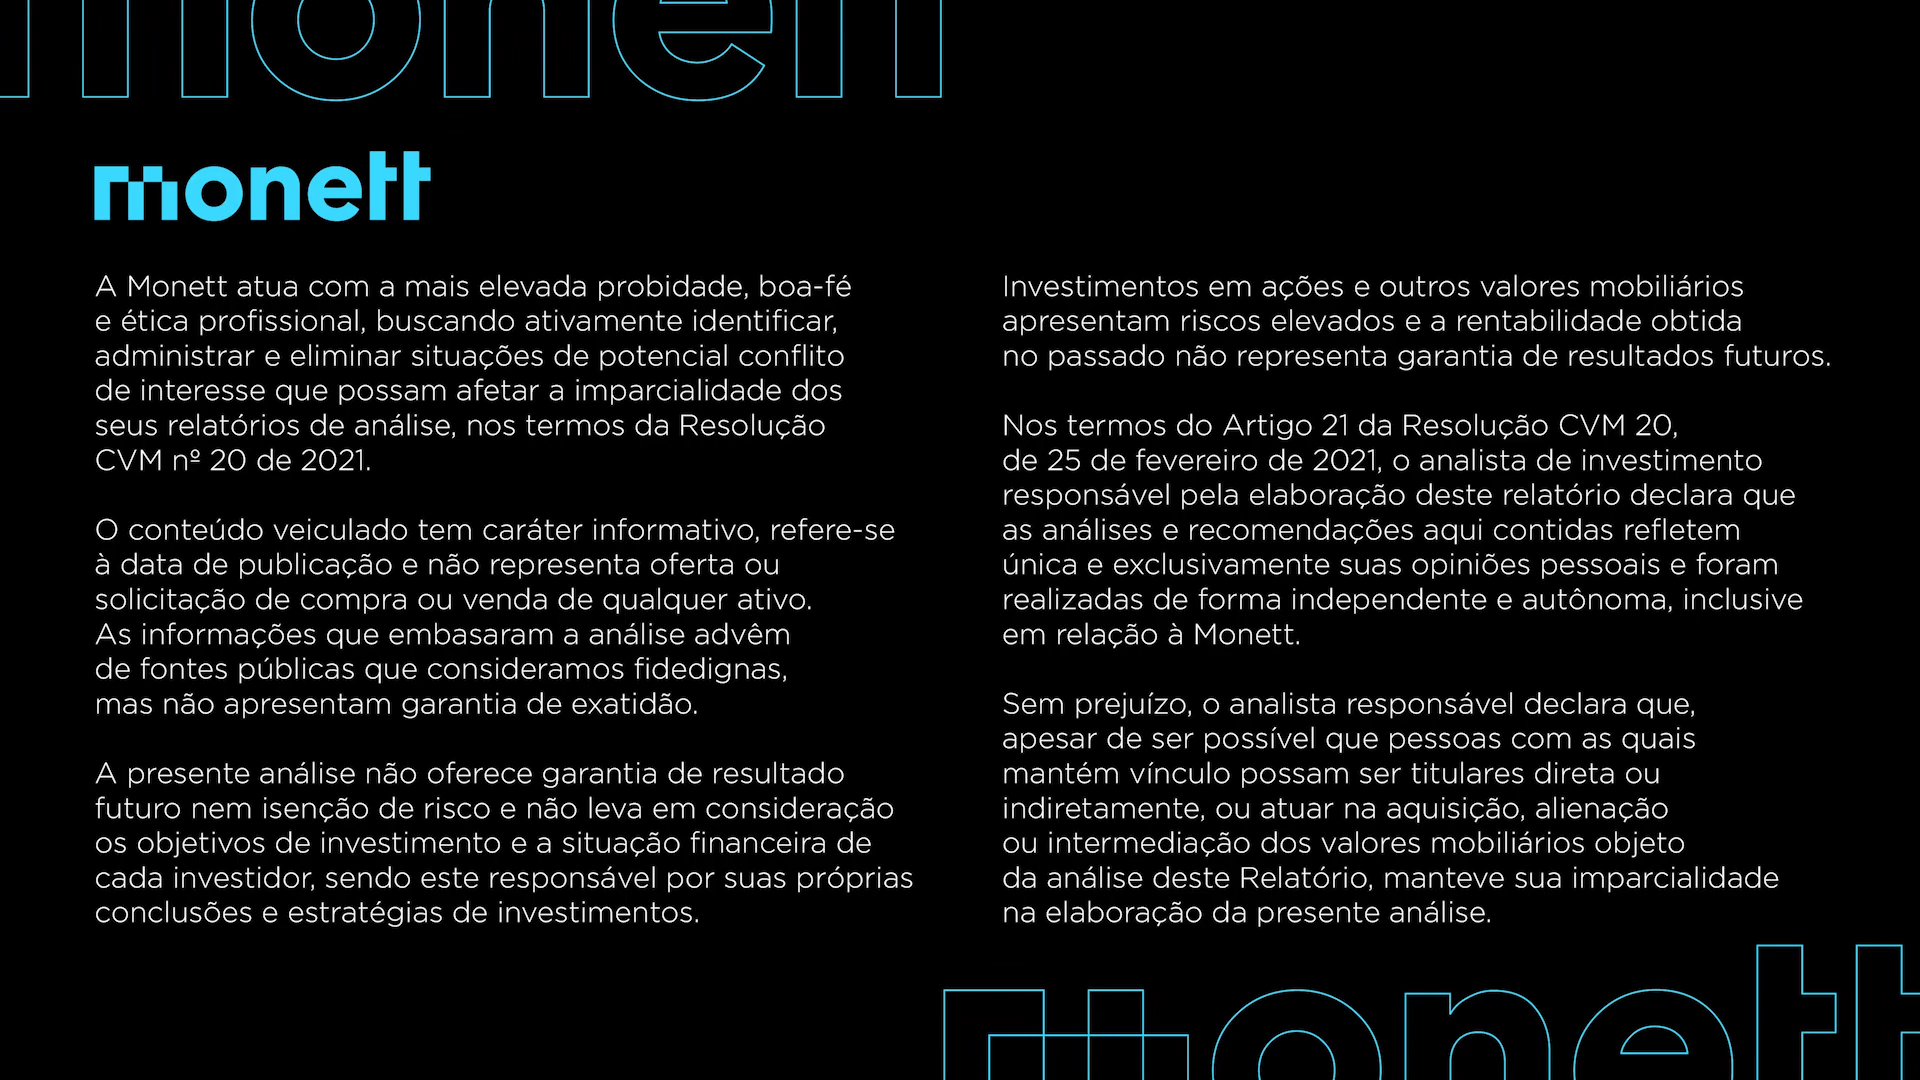 monett
monett
A Monett atua com a mais elevada probidade, boa-fé
e ética profissional, buscando ativamente identificar,
administrar e eliminar situações de potencial conflito
de interesse que possam afetar a imparcialidade dos
seus relatórios de análise, nos termos da Resolução
CVM nº 20 de 2021.
O conteúdo veiculado tem caráter informativo, refere-se
à data de publicação e não representa oferta ou
solicitação de compra ou venda de qualquer ativo.
As informações que embasaram a análise advêm
de fontes públicas que consideramos fidedignas,
mas não apresentam garantia de exatidão.
A presente análise não oferece garantia de resultado
futuro nem isenção de risco e não leva em consideração
os objetivos de investimento e a situação financeira de
cada investidor, sendo este responsável por suas próprias
conclusões e estratégias de investimentos.
Investimentos em ações e outros valores mobiliários
apresentam riscos elevados e a rentabilidade obtida
no passado não representa garantia de resultados futuros.
Nos termos do Artigo 21 da Resolução CVM 20,
de 25 de fevereiro de 2021, o analista de investimento
responsável pela elaboração deste relatório declara que
as análises e recomendações aqui contidas refletem
única e exclusivamente suas opiniões pessoais e foram
realizadas de forma independente e autônoma, inclusive
em relação à Monett.
Sem prejuízo, o analista responsável declara que,
apesar de ser possível que pessoas com as quais
mantém vínculo possam ser titulares direta ou
indiretamente, ou atuar na aquisição, alienação
ou intermediação dos valores mobiliários objeto
da análise deste Relatório, manteve sua imparcialidade
na elaboração da presente análise.
monett